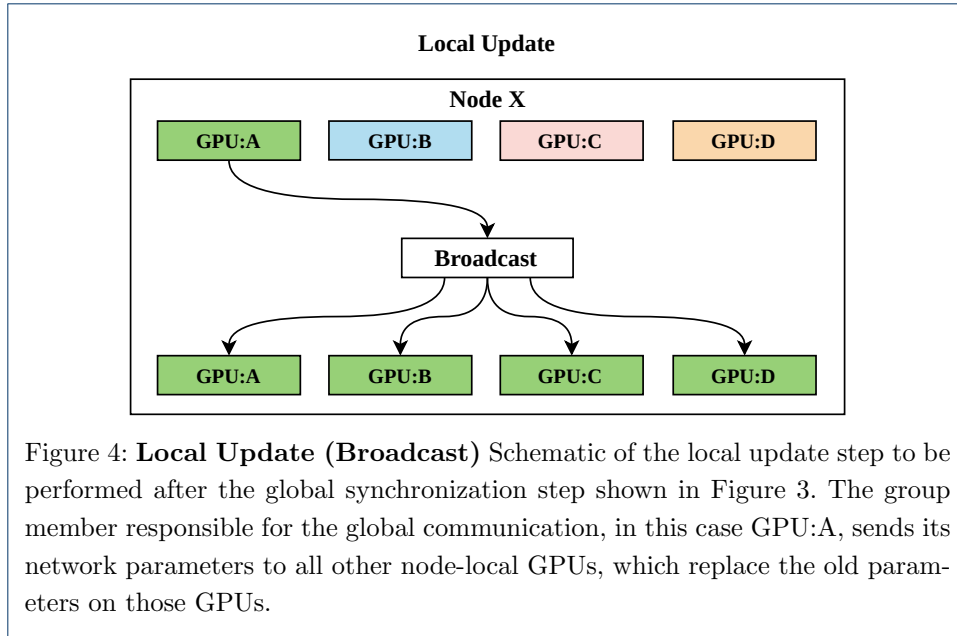 Local Update
Node X
GPU:A GPU:B GPU:C GPU:D
Broadcast
GPU:A GPU:B GPU:C GPU:D
Figure 4: Local Update (Broadcast) Schematic of the local update step to be
performed after the global synchronization step shown in Figure 3. The group
member responsible for the global communication, in this case GPU:A, sends its
network parameters to all other node-local GPUs, which replace the old param-
eters on those GPUs.